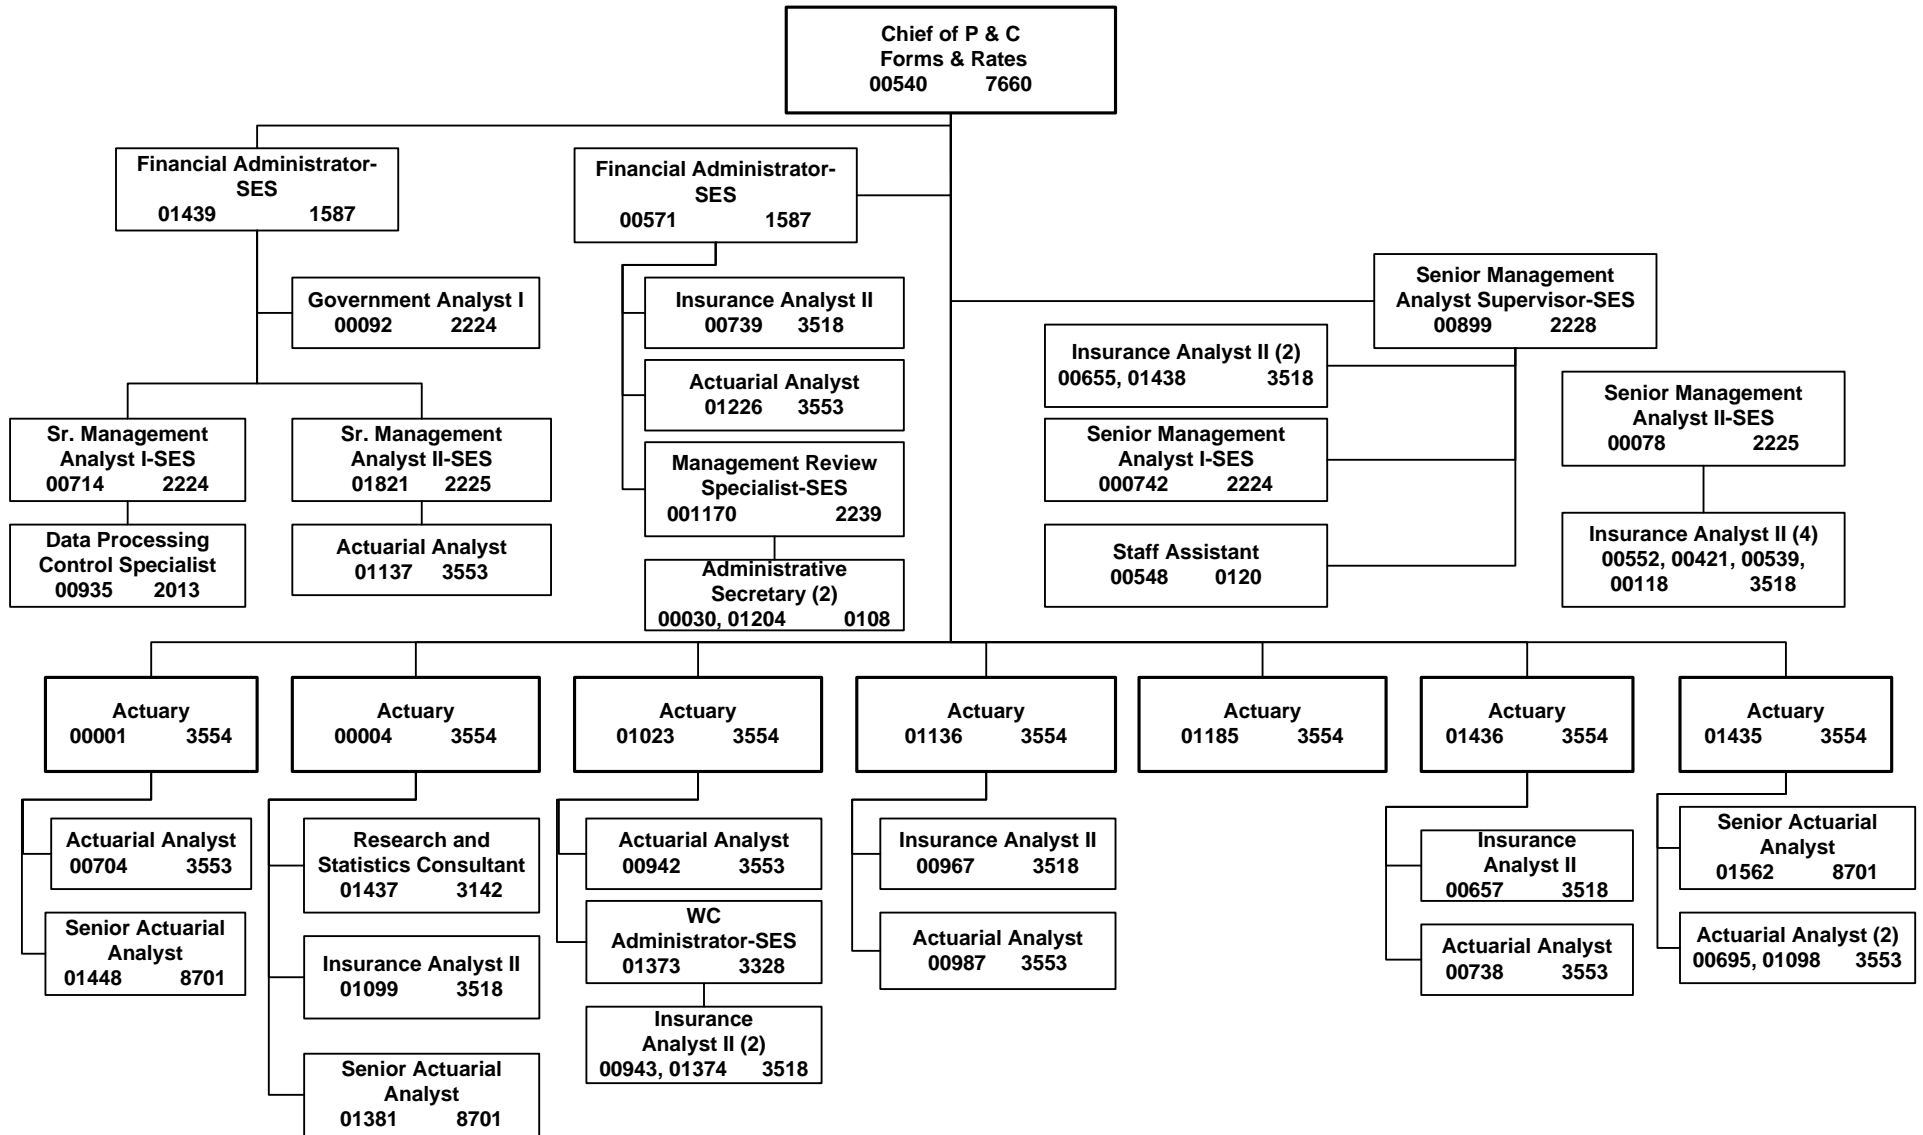 Chief of P & C
Forms & Rates
00540 7660
Financial Administrator-
SES
01439 1587
Financial Administrator-
SES
00571 1587
Government Analyst I
00092 2224
Insurance Analyst II
00739 3518
Senior Management
Analyst Supervisor-SES
00899 2228
Insurance Analyst II (2)
00655, 01438 3518
Actuarial Analyst
01226 3553
Senior Management
Analyst II-SES
00078 2225
Sr. Management
Analyst I-SES
00714 2224
Sr. Management
Analyst II-SES
01821 2225
Management Review
Specialist-SES
001170 2239
Senior Management
Analyst I-SES
000742 2224
Data Processing
Control Specialist
00935 2013
Actuarial Analyst
01137 3553
Administrative
Secretary (2)
00030, 01204 0108
Staff Assistant
00548 0120
Insurance Analyst II (4)
00552, 00421, 00539,
00118 3518
Actuary
00001 3554
Actuary
00004 3554
Actuary
01023 3554
Actuary
01136 3554
Actuary
01185 3554
Actuary
01436 3554
Actuary
01435 3554
Actuarial Analyst
00704 3553
Senior Actuarial
Analyst
01448 8701
Research and
Statistics Consultant
01437 3142
Insurance Analyst II
01099 3518
Senior Actuarial
Analyst
01381 8701
Actuarial Analyst
00942 3553
WC
Administrator-SES
01373 3328
Insurance
Analyst II (2)
00943, 01374 3518
Insurance Analyst II
00967 3518
Actuarial Analyst
00987 3553
Insurance
Analyst II
00657 3518
Actuarial Analyst
00738 3553
Senior Actuarial
Analyst
01562 8701
Actuarial Analyst (2)
00695, 01098 3553